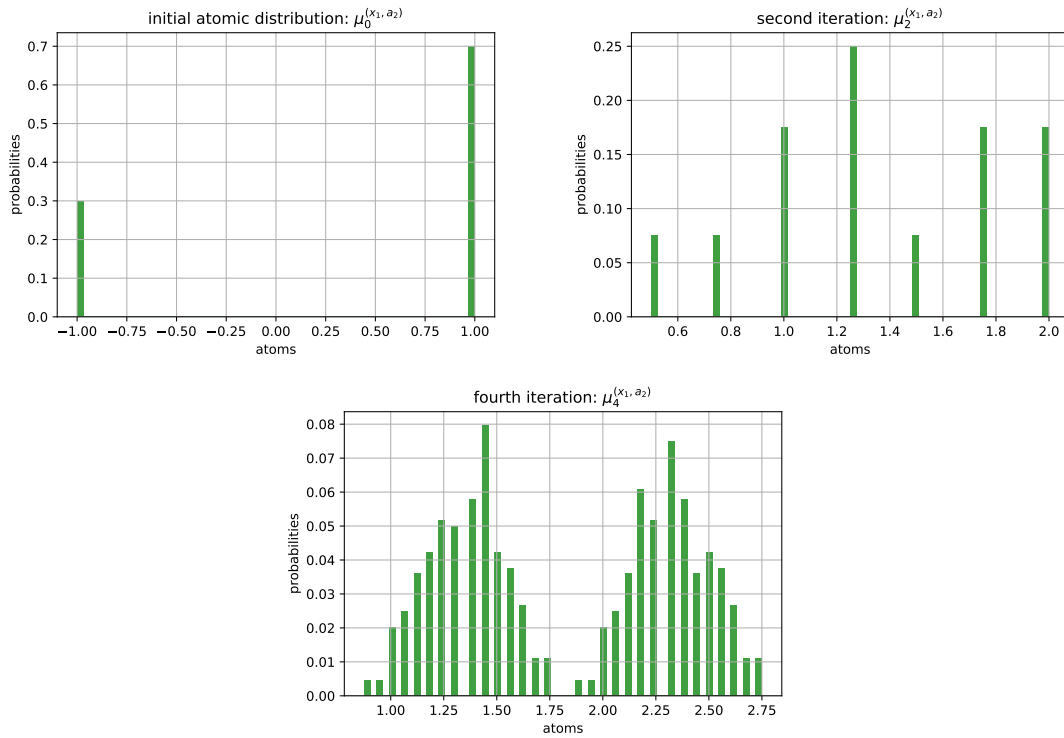 initial atomic distribution: μ₀^(x₁, a₂)
probabilities
0.7
0.6
0.5
0.4
0.3
0.2
0.1
0.0
−1.00 −0.75 −0.50 −0.25 0.00 0.25 0.50 0.75 1.00
atoms
second iteration: μ₂^(x₁, a₂)
probabilities
0.25
0.20
0.15
0.10
0.05
0.00
0.6 0.8 1.0 1.2 1.4 1.6 1.8 2.0
atoms
fourth iteration: μ₄^(x₁, a₂)
probabilities
0.08
0.07
0.06
0.05
0.04
0.03
0.02
0.01
0.00
1.00 1.25 1.50 1.75 2.00 2.25 2.50 2.75
atoms